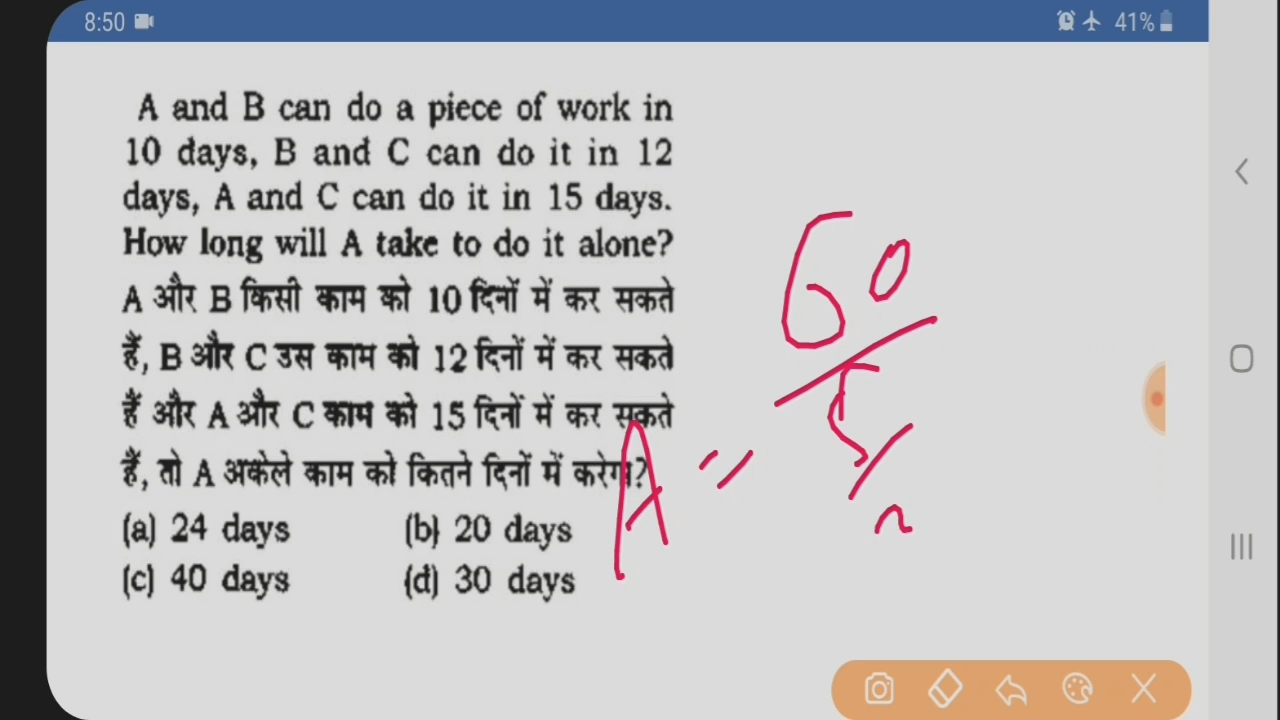 8:50
41%
A and B can do a piece of work in
10 days, B and C can do it in 12
days, A and C can do it in 15 days.
How long will A take to do it alone?
A और B किसी काम को 10 दिनों में कर सकते
हैं, B और C उस काम को 12 दिनों में कर सकते
हैं और A और C काम को 15 दिनों में कर सकते
हैं, तो A अकेले काम को कितने दिनों में करेगा?
(a) 24 days (b) 20 days
(c) 40 days (d) 30 days
60
A = 5/2